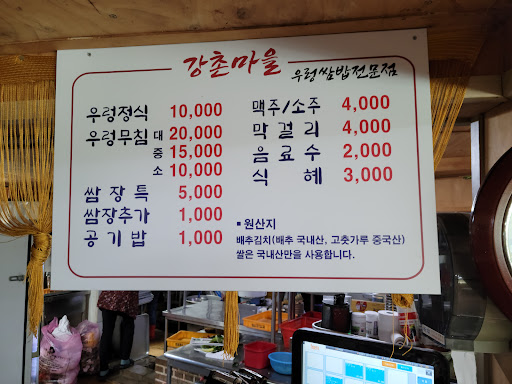 강촌마을 우렁쌈밥전문점
우렁정식 10,000
우렁무침 대 20,000
중 15,000
소 10,000
쌈장특 5,000
쌈장추가 1,000
공기밥 1,000
맥주/소주 4,000
막걸리 4,000
음료수 2,000
식혜 3,000
▪ 원산지
배추김치(배추 국내산, 고춧가루 중국산)
쌀은 국내산만을 사용합니다.